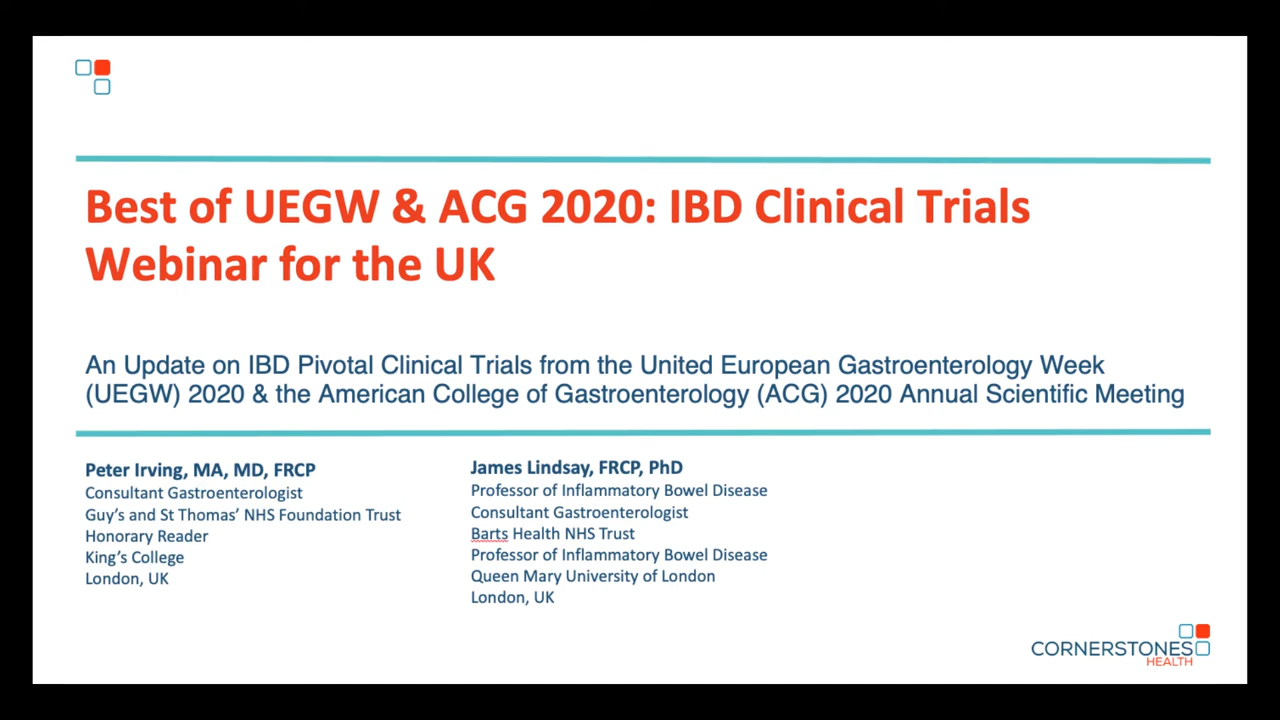 Best of UEGW & ACG 2020: IBD Clinical Trials
Webinar for the UK
An Update on IBD Pivotal Clinical Trials from the United European Gastroenterology Week
(UEGW) 2020 & the American College of Gastroenterology (ACG) 2020 Annual Scientific Meeting
Peter Irving, MA, MD, FRCP
Consultant Gastroenterologist
Guy's and St Thomas' NHS Foundation Trust
Honorary Reader
King's College
London, UK
James Lindsay, FRCP, PhD
Professor of Inflammatory Bowel Disease
Consultant Gastroenterologist
Barts Health NHS Trust
Professor of Inflammatory Bowel Disease
Queen Mary University of London
London, UK
CORNERSTONES
HEALTH